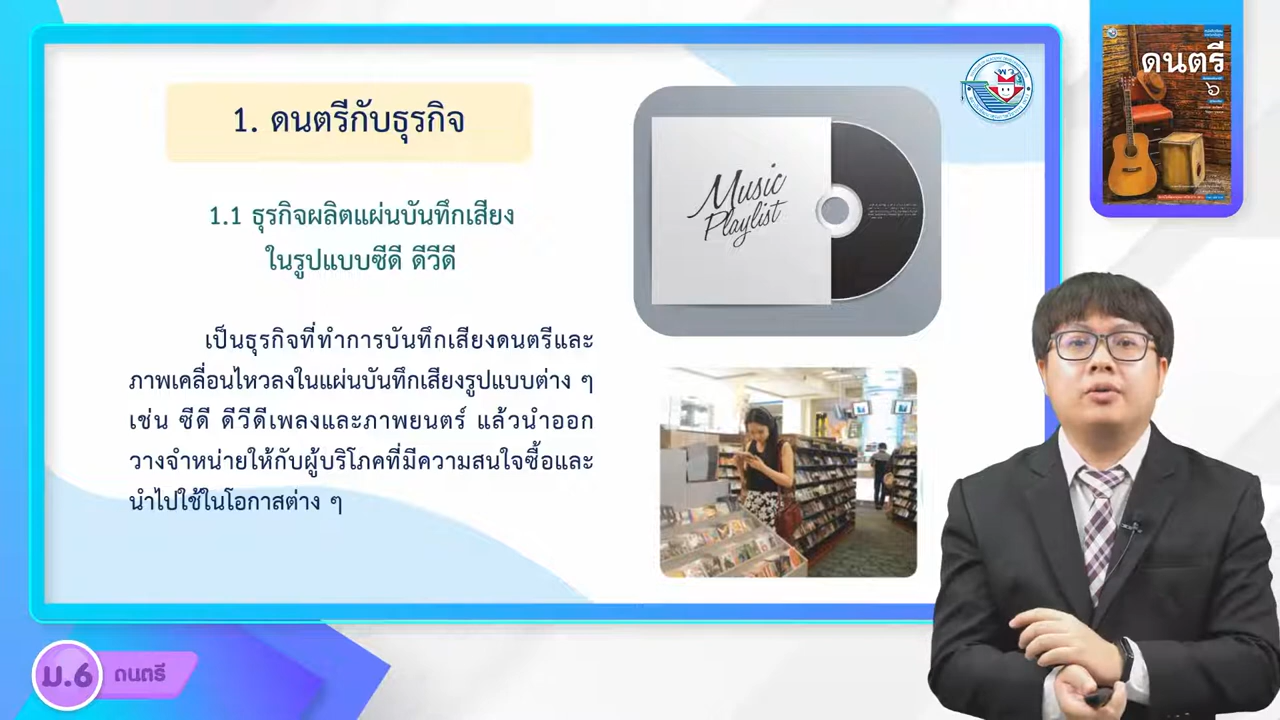 1. ดนตรีกับธุรกิจ
1.1 ธุรกิจผลิตแผ่นบันทึกเสียง
ในรูปแบบซีดี ดีวีดี
เป็นธุรกิจที่ทำการบันทึกเสียงดนตรีและ
ภาพเคลื่อนไหวลงในแผ่นบันทึกเสียงรูปแบบต่าง ๆ
เช่น ซีดี ดีวีดีเพลงและภาพยนตร์ แล้วนำออก
วางจำหน่ายให้กับผู้บริโภคที่มีความสนใจซื้อและ
นำไปใช้ในโอกาสต่าง ๆ
Music
Playlist
พว
ดนตรี
๖
ม.6 ดนตรี